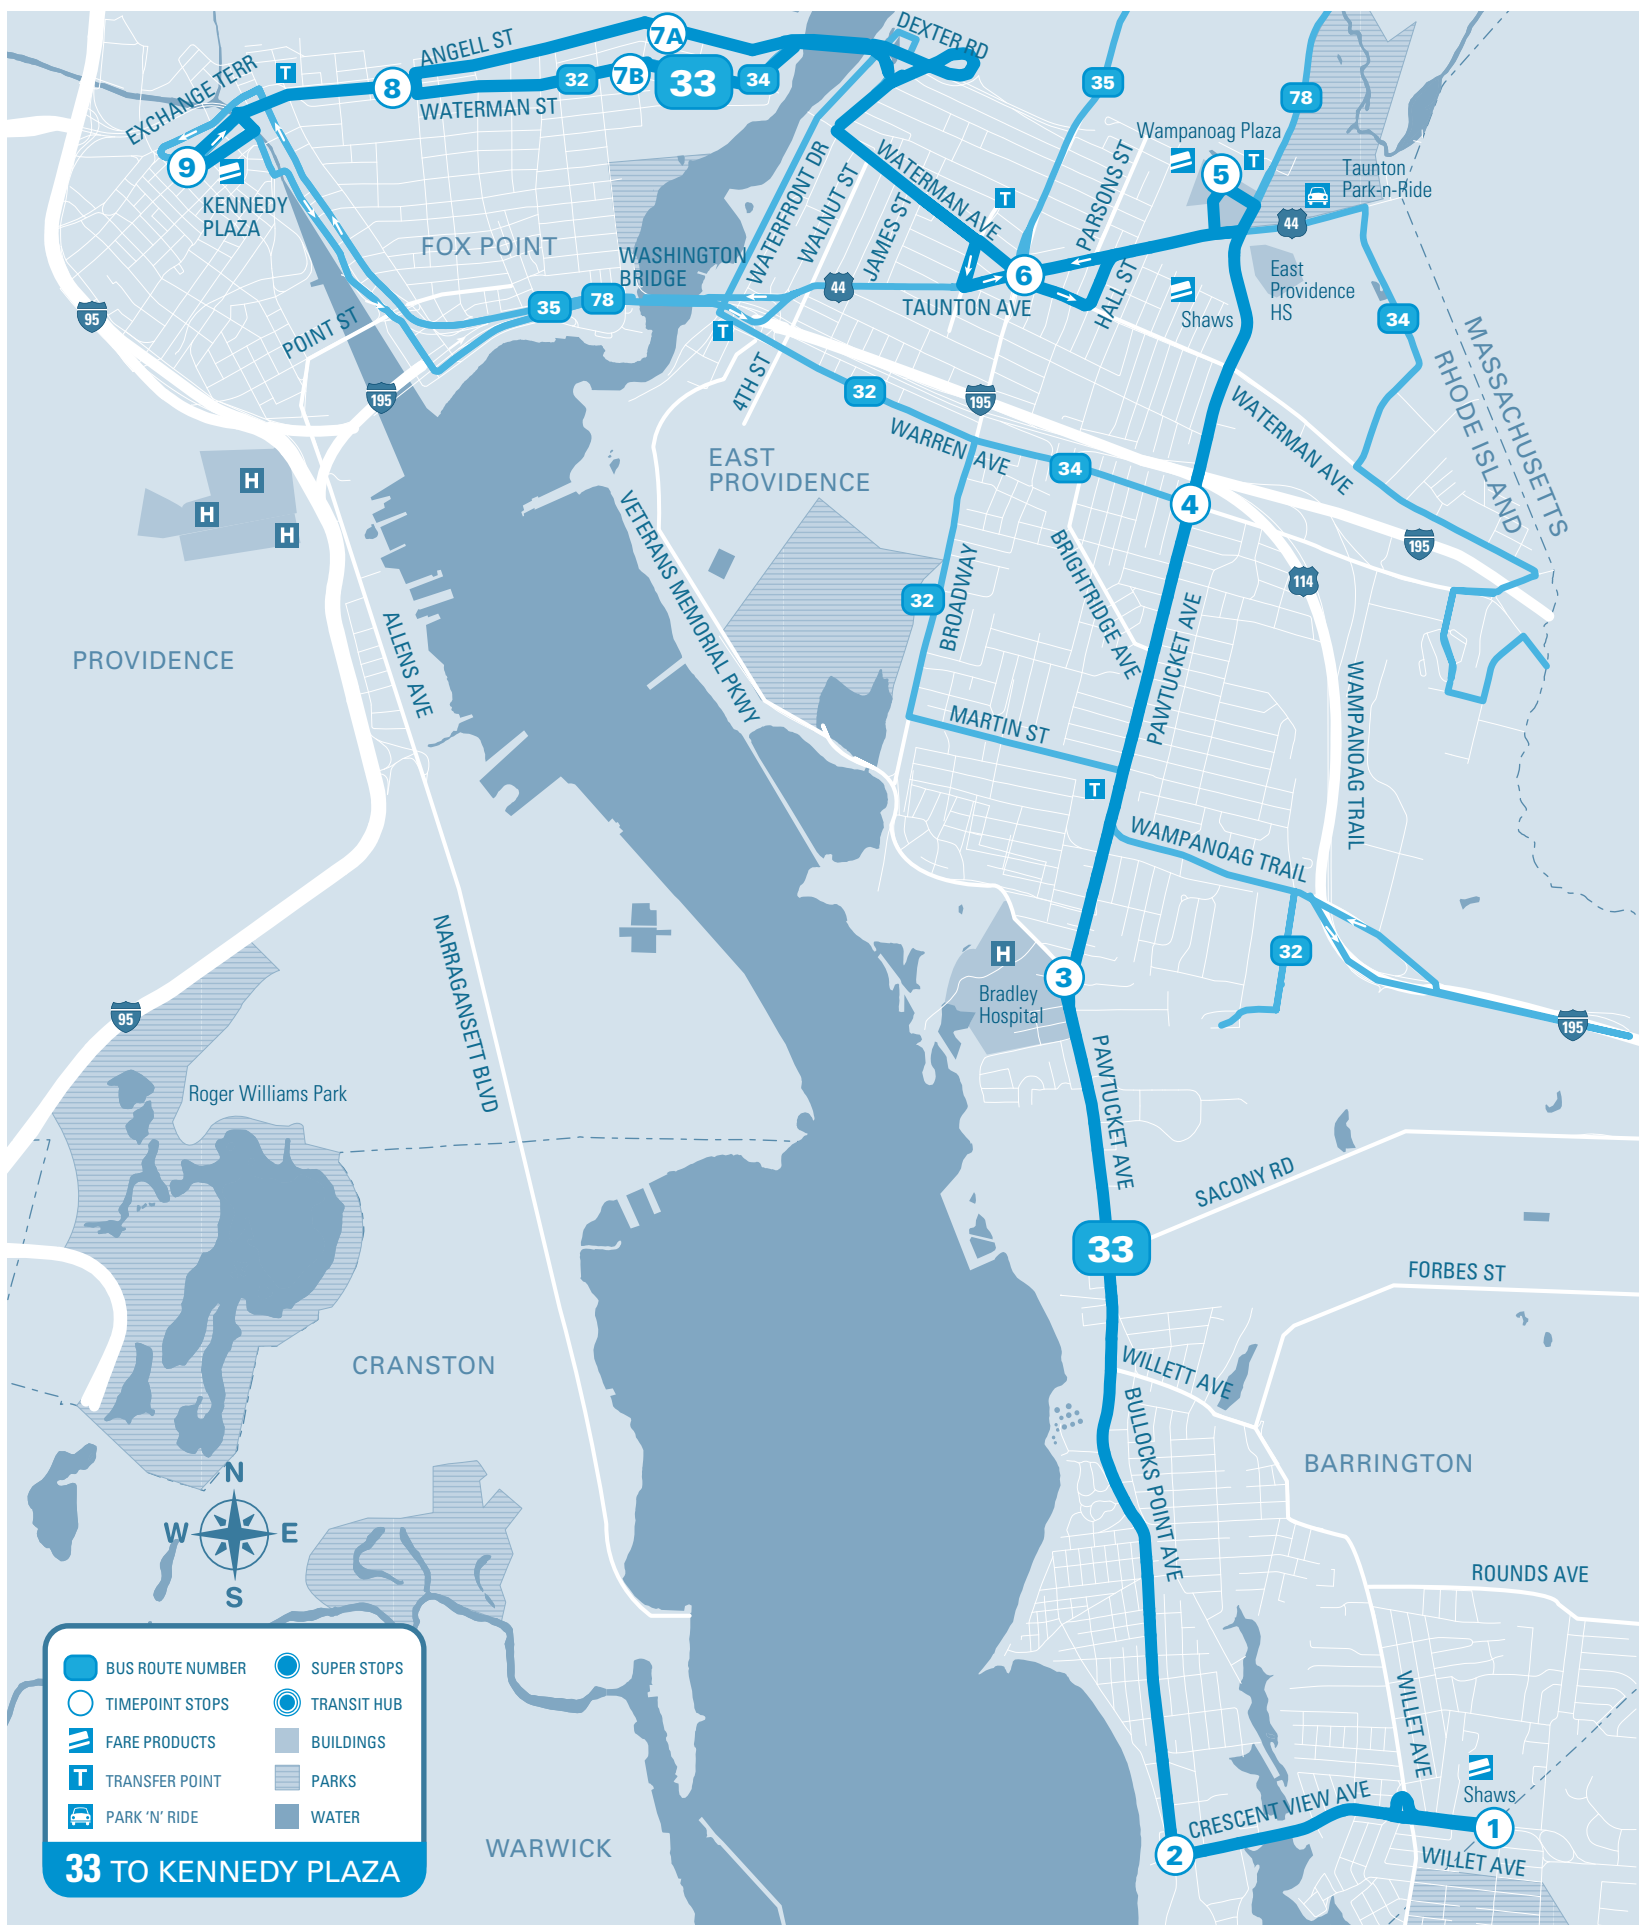 DEXTER RD
7A
ANGELL ST
EXCHANGE TERR
T
8
32
7B
33
34
35
78
WATERMAN ST
9
KENNEDY
PLAZA
Wampanoag Plaza
5
T
Taunton
Park-n-Ride
44
WATERMAN AVE
T
PARSONS ST
WATERFRONT DR
WALNUT ST
JAMES ST
FOX POINT
WASHINGTON
BRIDGE
6
44
TAUNTON AVE
HALL ST
Shaws
East
Providence
HS
34
95
POINT ST
35
78
T
4TH ST
195
32
195
WARREN AVE
34
WATERMAN AVE
MASSACHUSETTS
RHODE ISLAND
EAST
PROVIDENCE
H
H
H
4
195
114
VETERANS MEMORIAL PKWY
BRIGHTRIDGE AVE
BROADWAY
32
PAWTUCKET AVE
PROVIDENCE
ALLENS AVE
WAMPANOAG TRAIL
MARTIN ST
T
WAMPANOAG TRAIL
NARRAGANSETT BLVD
32
H
3
Bradley
Hospital
195
95
Roger Williams Park
PAWTUCKET AVE
SACONY RD
33
FORBES ST
CRANSTON
WILLETT AVE
BULLOCKS POINT AVE
BARRINGTON
N
W
E
S
ROUNDS AVE
WILLET AVE
Shaws
CRESCENT VIEW AVE
1
2
WILLET AVE
WARWICK
BUS ROUTE NUMBER
SUPER STOPS
TIMEPOINT STOPS
TRANSIT HUB
FARE PRODUCTS
BUILDINGS
T
TRANSFER POINT
PARKS
PARK 'N' RIDE
WATER
33 TO KENNEDY PLAZA